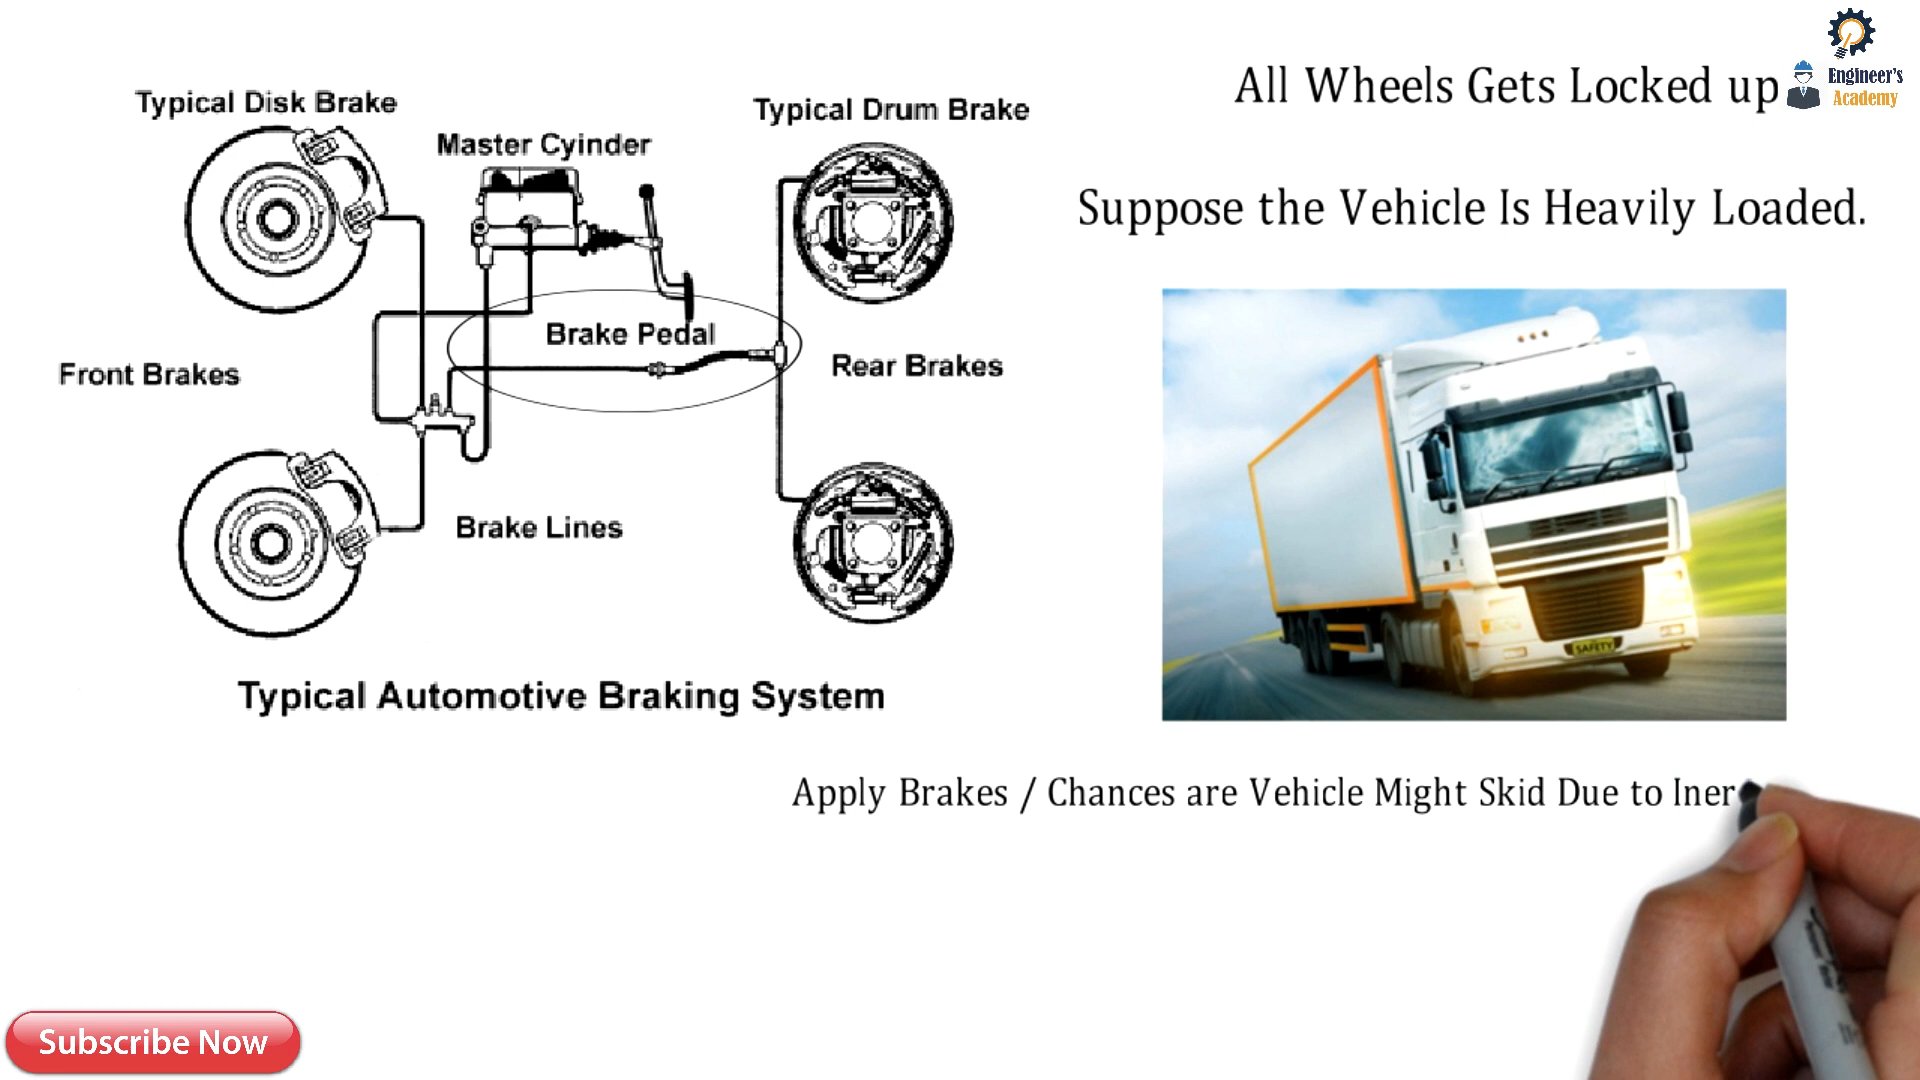 Engineer's
Academy
All Wheels Gets Locked up
Typical Disk Brake
Typical Drum Brake
Master Cyinder
Suppose the Vehicle Is Heavily Loaded.
Brake Pedal
Front Brakes
Rear Brakes
Brake Lines
SAFETY
Typical Automotive Braking System
Apply Brakes / Chances are Vehicle Might Skid Due to Iner
Subscribe Now